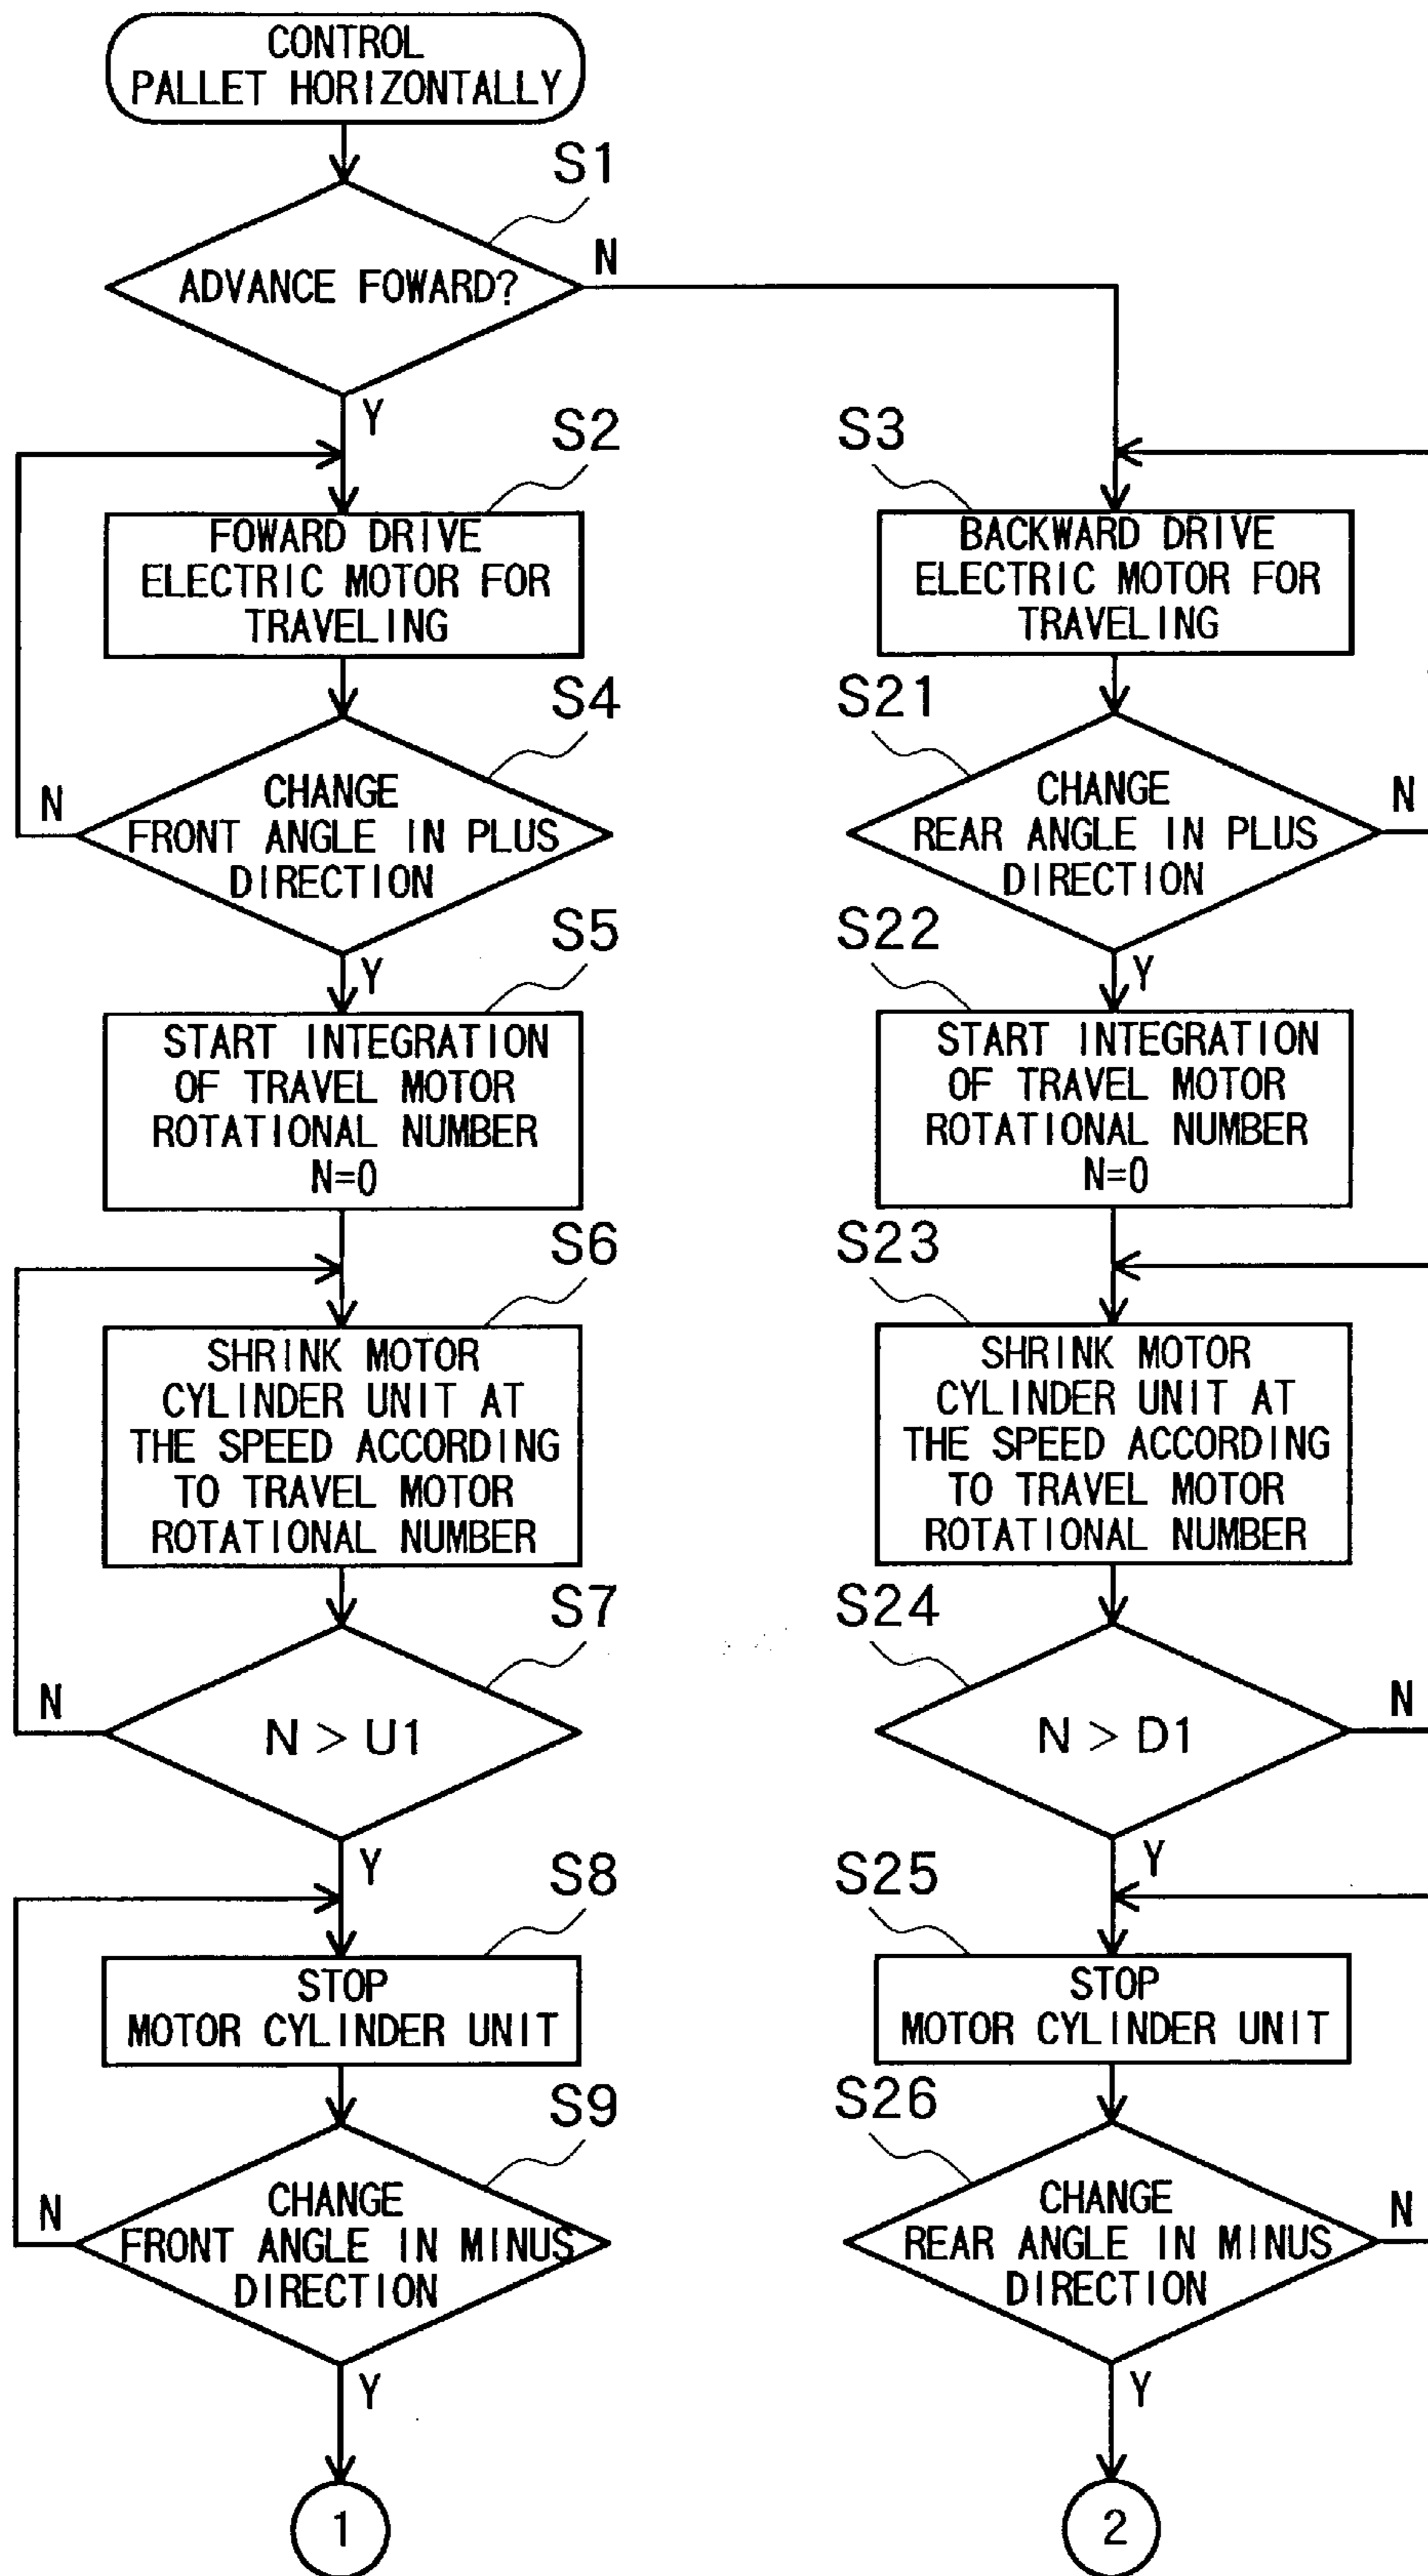 CONTROL
PALLET HORIZONTALLY
S1
ADVANCE FOWARD?
N
Y
S2
FOWARD DRIVE
ELECTRIC MOTOR FOR
TRAVELING
S4
CHANGE
FRONT ANGLE IN PLUS
DIRECTION
N
Y
S5
START INTEGRATION
OF TRAVEL MOTOR
ROTATIONAL NUMBER
N=0
S6
SHRINK MOTOR
CYLINDER UNIT AT
THE SPEED ACCORDING
TO TRAVEL MOTOR
ROTATIONAL NUMBER
S7
N > U1
N
Y
S8
STOP
MOTOR CYLINDER UNIT
S9
CHANGE
FRONT ANGLE IN MINUS
DIRECTION
N
Y
1
S3
BACKWARD DRIVE
ELECTRIC MOTOR FOR
TRAVELING
S21
CHANGE
REAR ANGLE IN PLUS
DIRECTION
N
Y
S22
START INTEGRATION
OF TRAVEL MOTOR
ROTATIONAL NUMBER
N=0
S23
SHRINK MOTOR
CYLINDER UNIT AT
THE SPEED ACCORDING
TO TRAVEL MOTOR
ROTATIONAL NUMBER
S24
N > D1
N
Y
S25
STOP
MOTOR CYLINDER UNIT
S26
CHANGE
REAR ANGLE IN MINUS
DIRECTION
N
Y
2